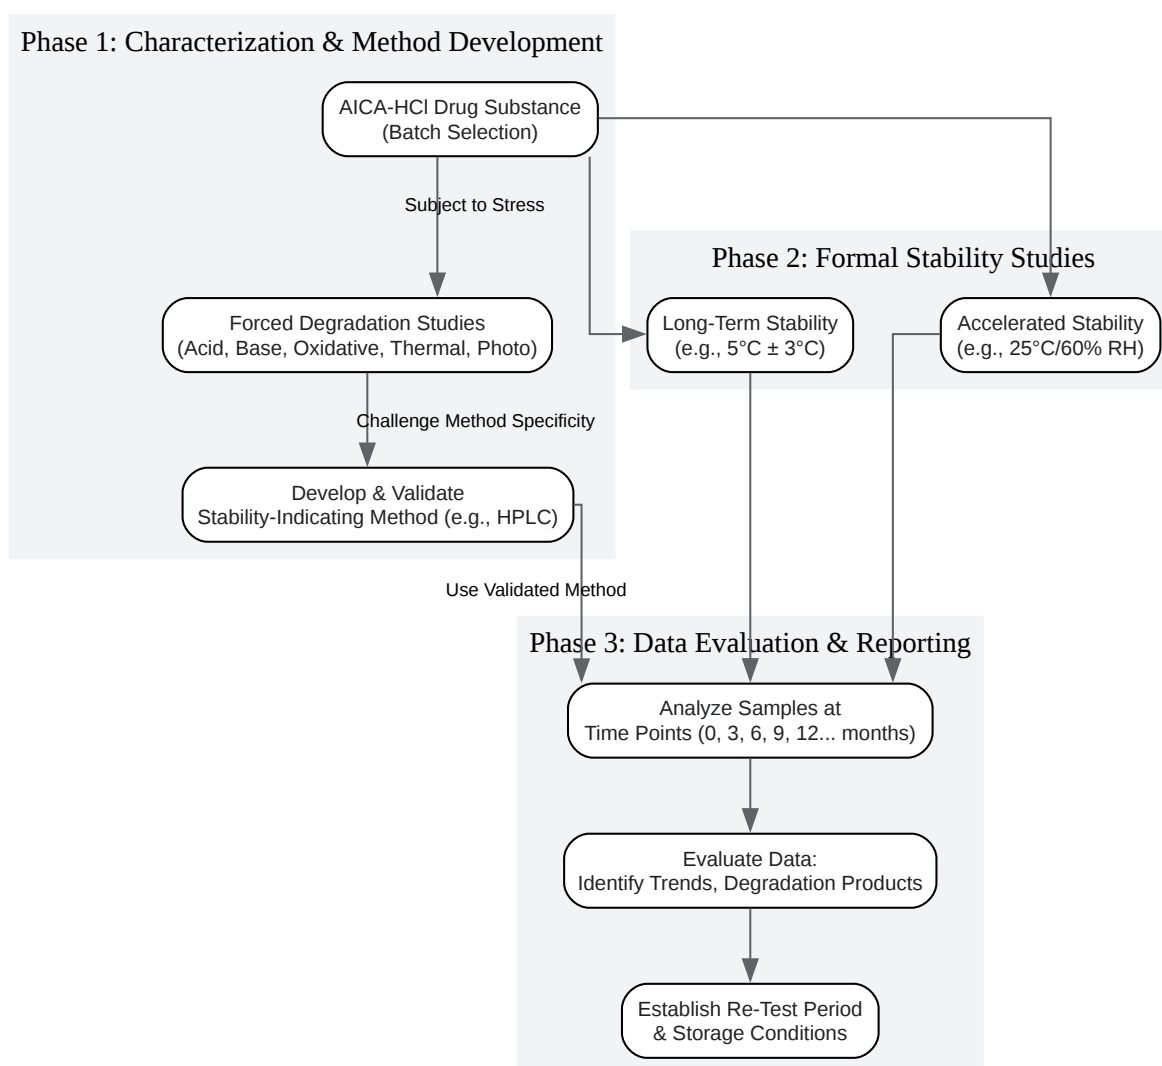 Phase 1: Characterization & Method Development
AICA-HCl Drug Substance
(Batch Selection)
Subject to Stress
Forced Degradation Studies
(Acid, Base, Oxidative, Thermal, Photo)
Challenge Method Specificity
Develop & Validate
Stability-Indicating Method (e.g., HPLC)
Use Validated Method
Phase 2: Formal Stability Studies
Long-Term Stability
(e.g., 5°C ± 3°C)
Accelerated Stability
(e.g., 25°C/60% RH)
Phase 3: Data Evaluation & Reporting
Analyze Samples at
Time Points (0, 3, 6, 9, 12... months)
Evaluate Data:
Identify Trends, Degradation Products
Establish Re-Test Period
& Storage Conditions